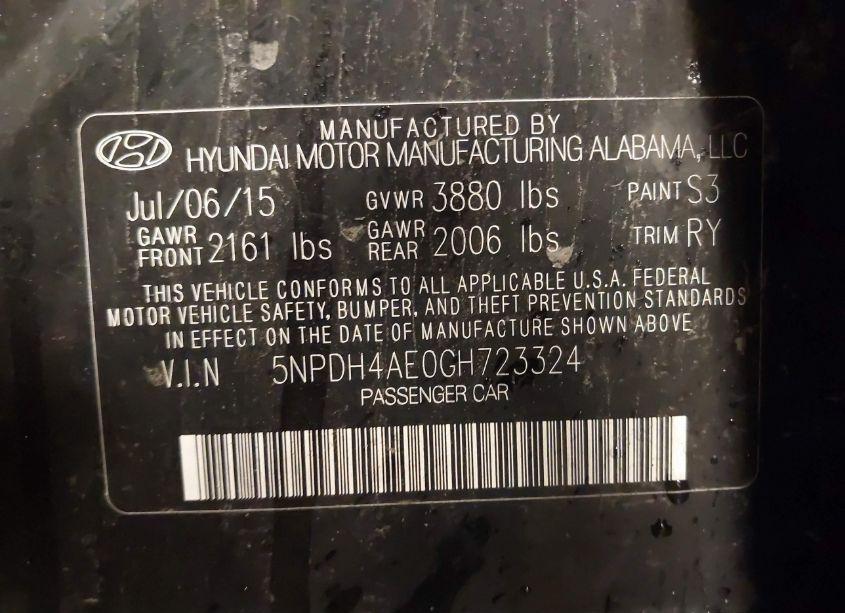 MANUFACTURED BY
HYUNDAI MOTOR MANUFACTURING ALABAMA, LLC
Jul/06/15 GVWR 3880 lbs PAINT S3
GAWR FRONT 2161 lbs GAWR REAR 2006 lbs TRIM RY
THIS VEHICLE CONFORMS TO ALL APPLICABLE U.S.A. FEDERAL
MOTOR VEHICLE SAFETY, BUMPER, AND THEFT PREVENTION STANDARDS
IN EFFECT ON THE DATE OF MANUFACTURE SHOWN ABOVE
V.I.N 5NPDH4AE0GH723324
PASSENGER CAR